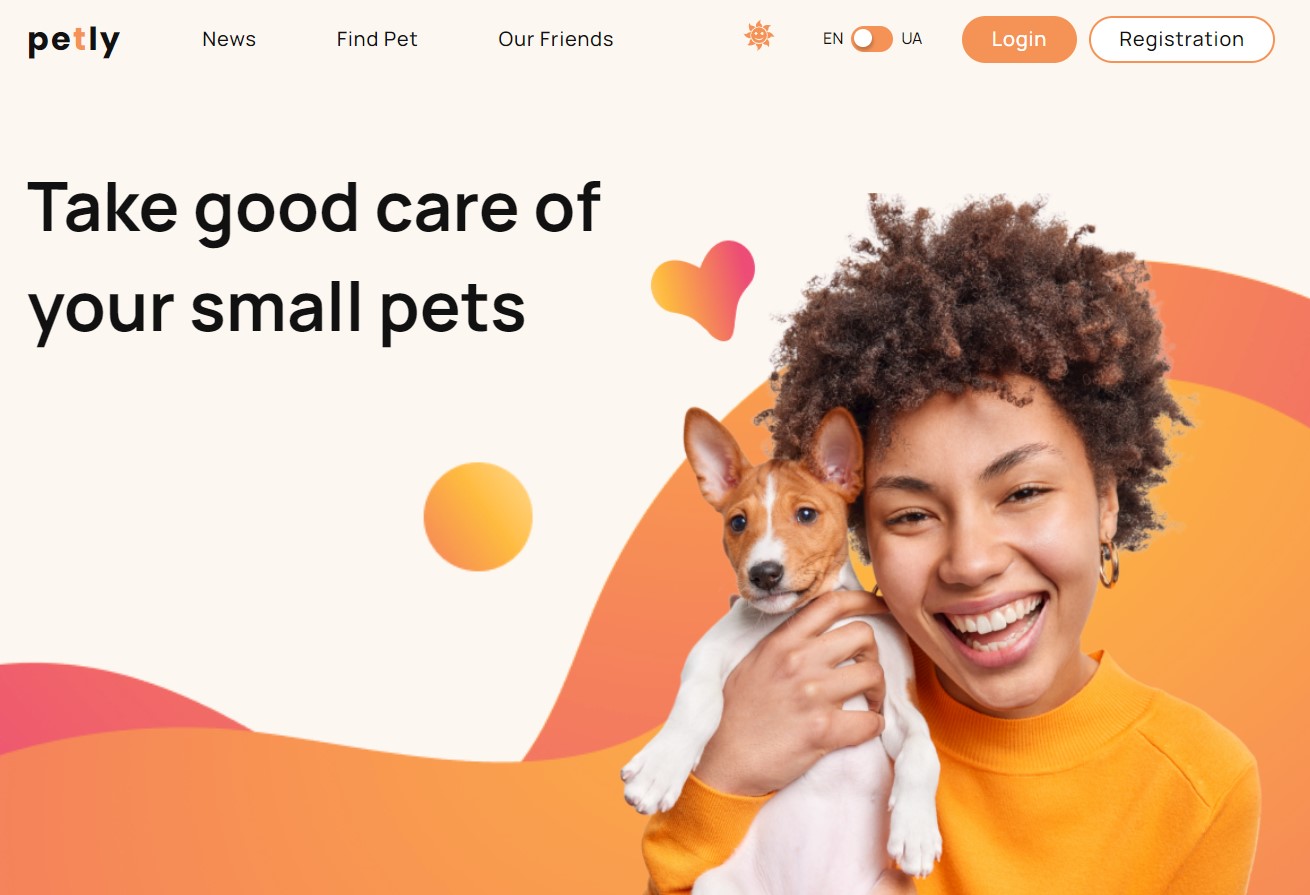 petly
News
Find Pet
Our Friends
EN
UA
Login
Registration
Take good care of
your small pets